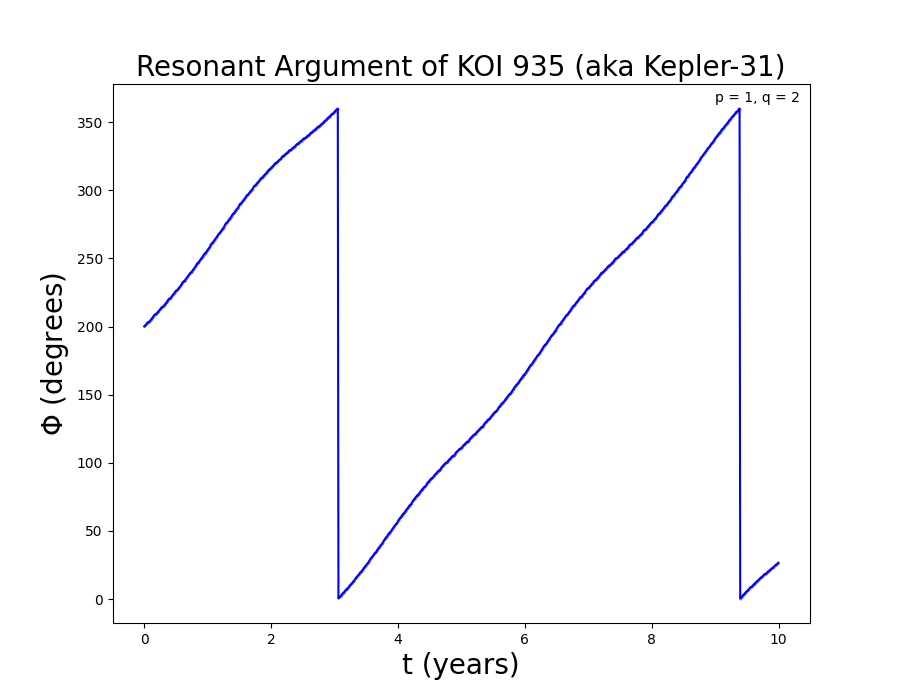 Resonant Argument of KOI 935 (aka Kepler-31)
p = 1, q = 2
Φ (degrees)
350
300
250
200
150
100
50
0
0 2 4 6 8 10
t (years)